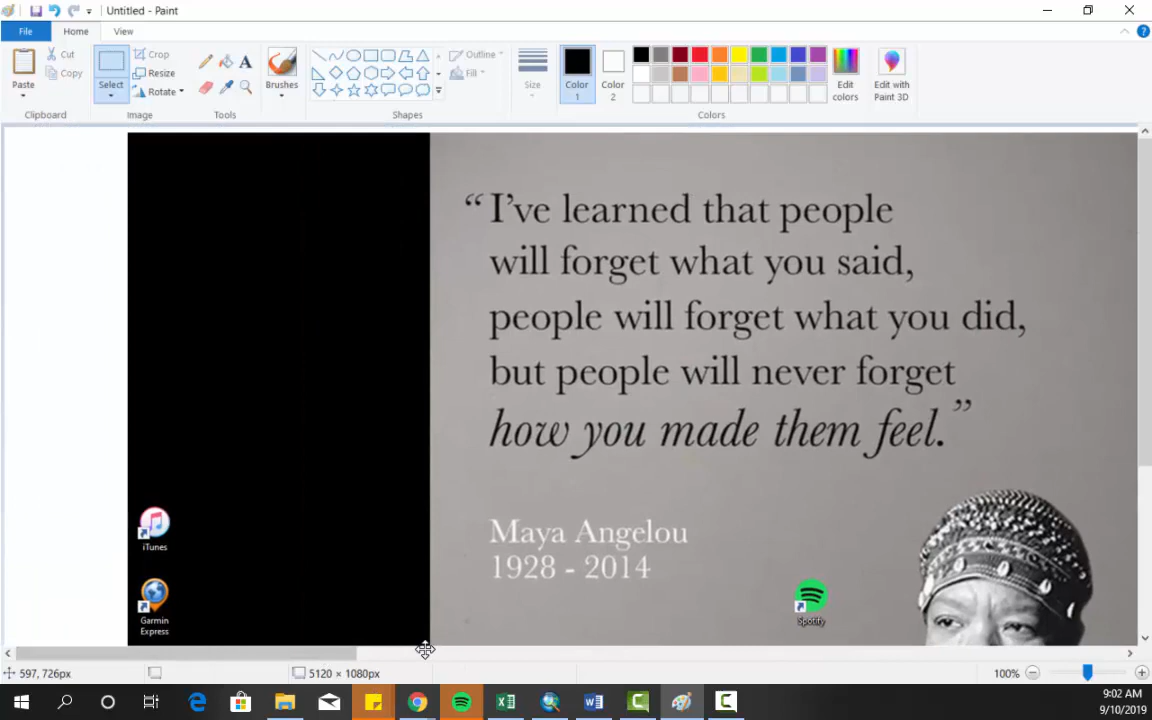 Untitled - Paint
File
Home
View
Paste
Cut
Copy
Clipboard
Select
Crop
Resize
Rotate
Image
A
Tools
Brushes
Outline
Fill
Shapes
Size
Color
1
Color
2
Edit
colors
Edit with
Paint 3D
Colors
“I’ve learned that people
will forget what you said,
people will forget what you did,
but people will never forget
how you made them feel.”
Maya Angelou
1928 - 2014
iTunes
Garmin
Express
Spotify
597, 726px
5120 × 1080px
100%
9:02 AM
9/10/2019